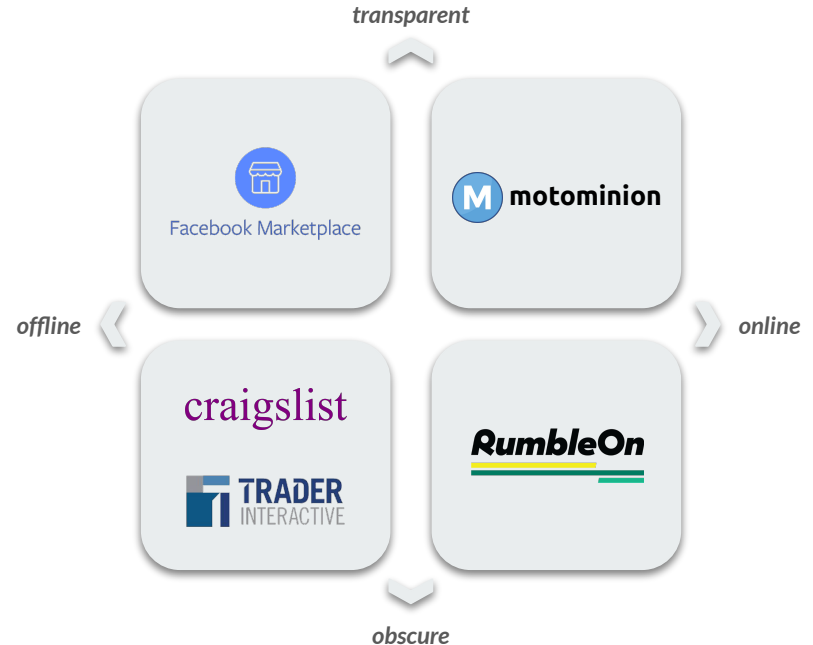 transparent
Facebook Marketplace
M motominion
offline
online
craigslist
TRADER
INTERACTIVE
RumbleOn
obscure